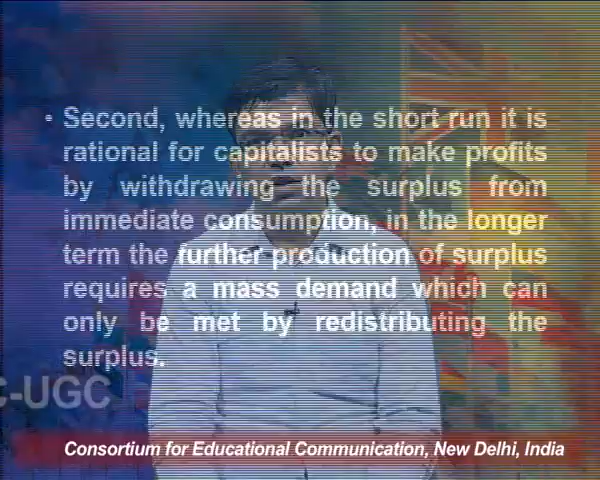 • Second, whereas in the short run it is
rational for capitalists to make profits
by withdrawing the surplus from
immediate consumption, in the longer
term the further production of surplus
requires a mass demand which can
only be met by redistributing the
surplus.
C-UGC
Consortium for Educational Communication, New Delhi, India